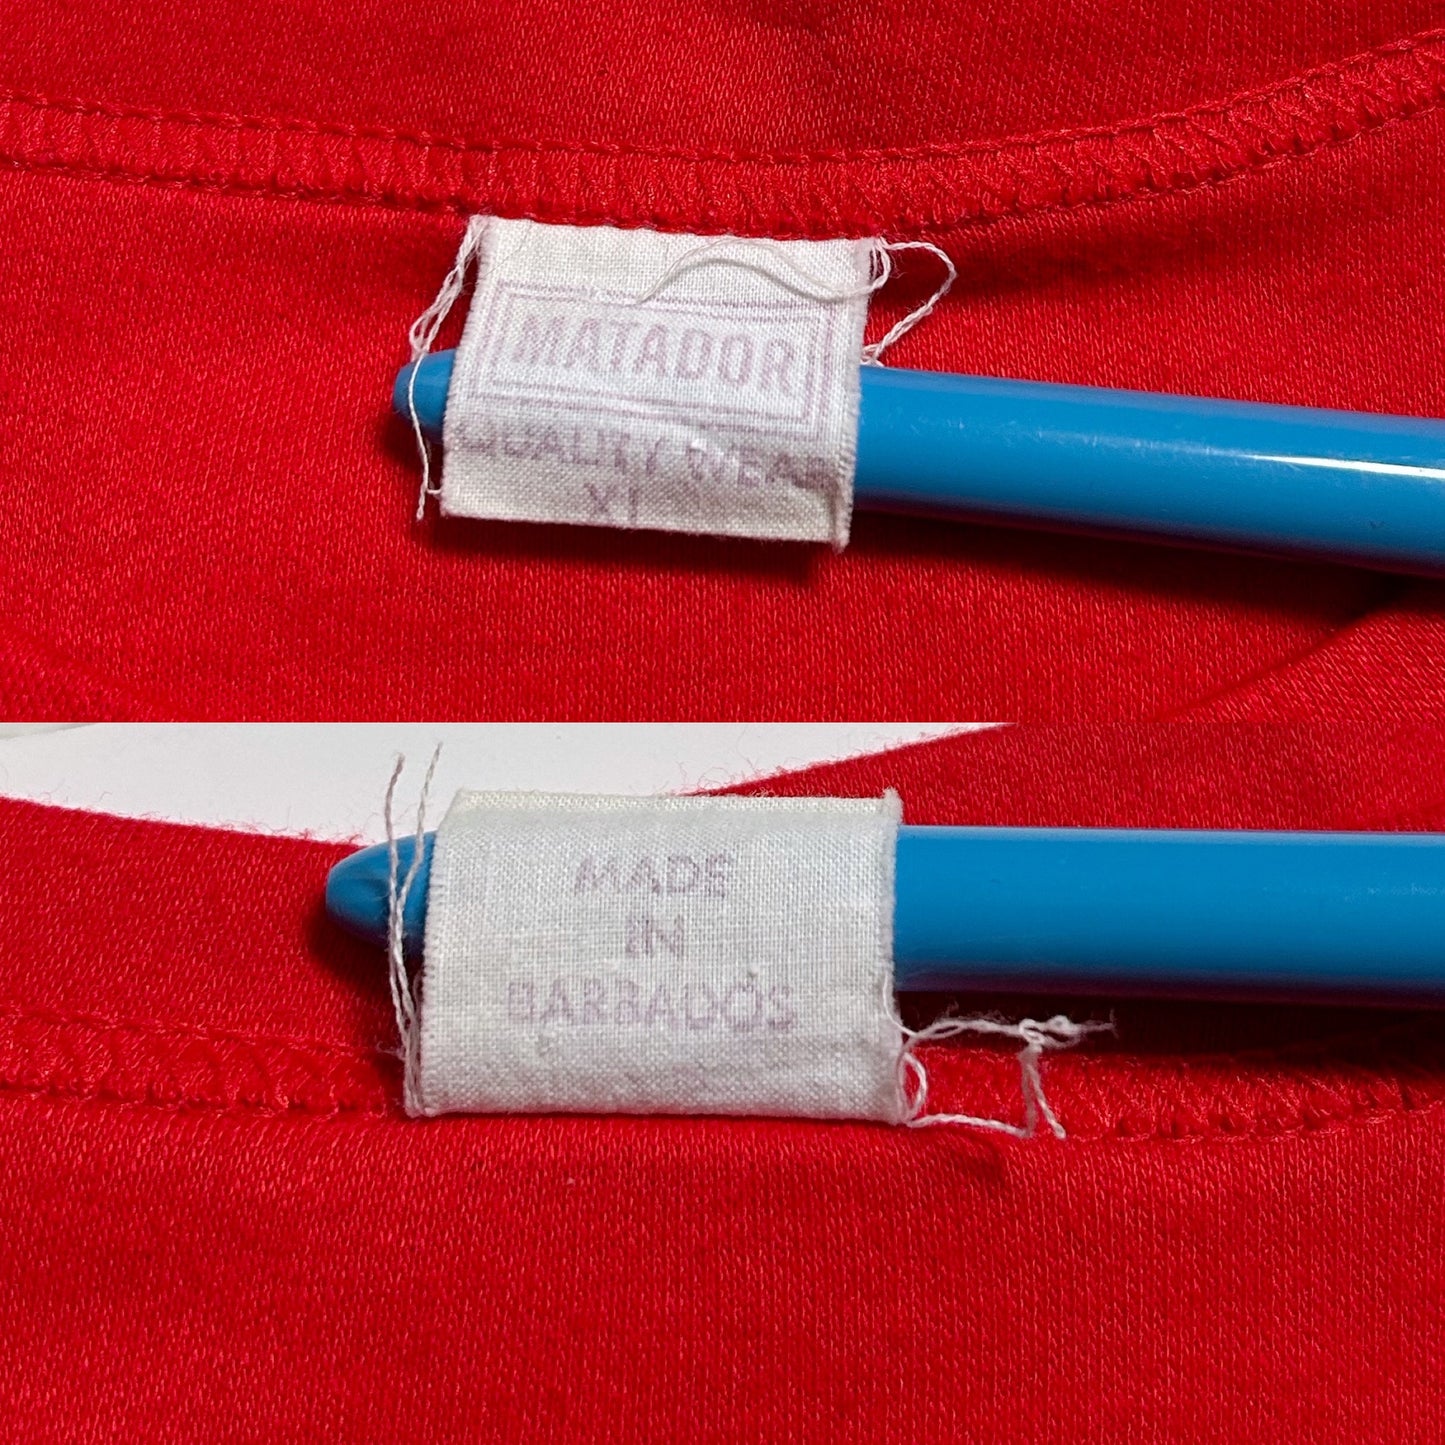 MATADOR
QUALITY WEAR
XL
MADE
IN
BARBADOS